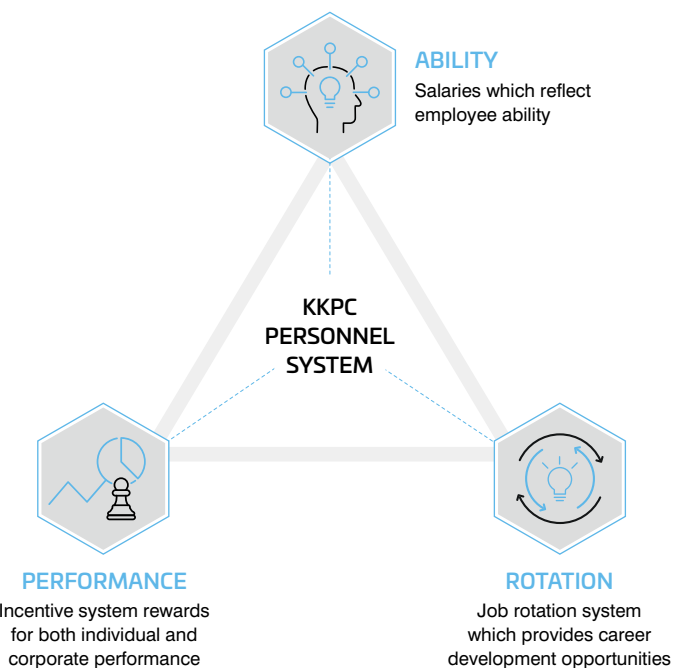 ABILITY
Salaries which reflect
employee ability
KKPC
PERSONNEL
SYSTEM
PERFORMANCE
Incentive system rewards
for both individual and
corporate performance
ROTATION
Job rotation system
which provides career
development opportunities